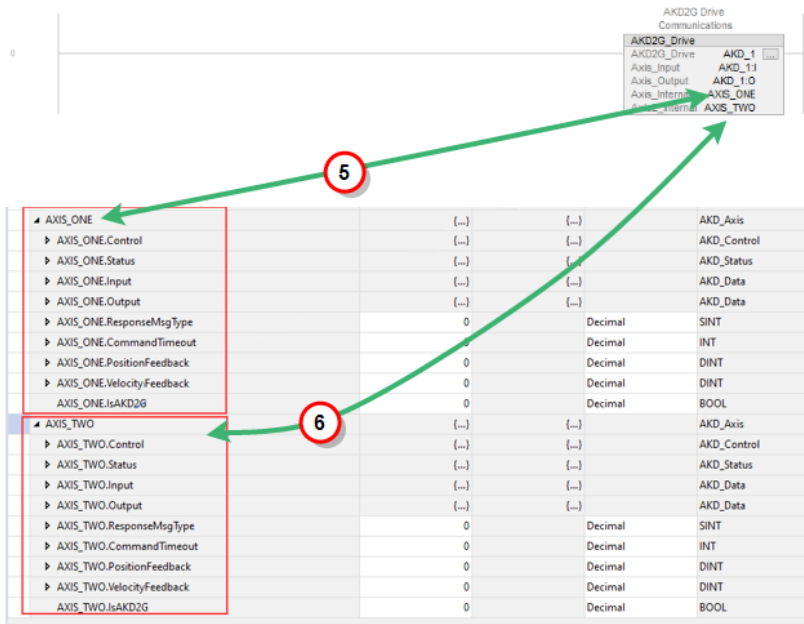 AKD2G Drive
Communications
AKD2G_Drive
0
AKD2G_Drive AKD_1 ...
Axis_Input AKD_1:I
Axis_Output AKD_1:O
Axis_Internal AXIS_ONE
Axis2_Internal AXIS_TWO
5
AXIS_ONE {...} {...} AKD_Axis
AXIS_ONE.Control {...} {...} AKD_Control
AXIS_ONE.Status {...} {...} AKD_Status
AXIS_ONE.Input {...} {...} AKD_Data
AXIS_ONE.Output {...} {...} AKD_Data
AXIS_ONE.ResponseMsgType 0 Decimal SINT
AXIS_ONE.CommandTimeout 0 Decimal INT
AXIS_ONE.PositionFeedback 0 Decimal DINT
AXIS_ONE.VelocityFeedback 0 Decimal DINT
AXIS_ONE.IsAKD2G 0 Decimal BOOL
6
AXIS_TWO {...} {...} AKD_Axis
AXIS_TWO.Control {...} {...} AKD_Control
AXIS_TWO.Status {...} {...} AKD_Status
AXIS_TWO.Input {...} {...} AKD_Data
AXIS_TWO.Output {...} {...} AKD_Data
AXIS_TWO.ResponseMsgType 0 Decimal SINT
AXIS_TWO.CommandTimeout 0 Decimal INT
AXIS_TWO.PositionFeedback 0 Decimal DINT
AXIS_TWO.VelocityFeedback 0 Decimal DINT
AXIS_TWO.IsAKD2G 0 Decimal BOOL